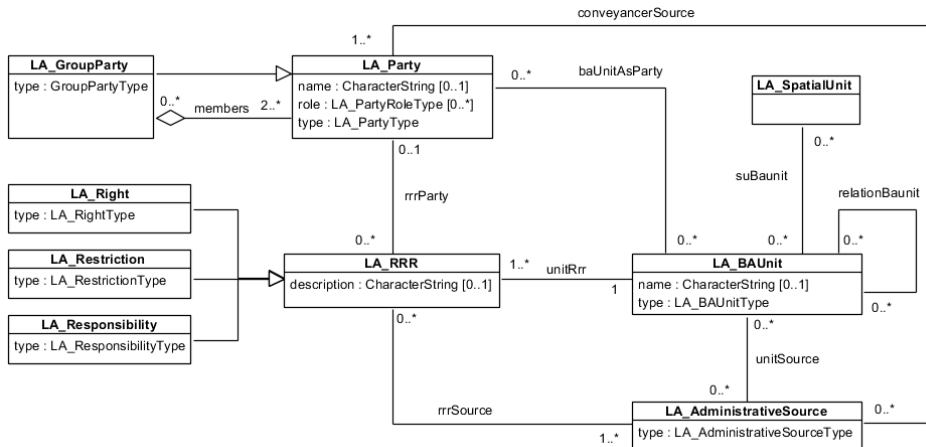 conveyancerSource
1..*
LA_GroupParty
type : GroupPartyType
0..*
members
2..*
LA_Party
name : CharacterString [0..1]
role : LA_PartyRoleType [0..*]
type : LA_PartyType
0..*
baUnitAsParty
LA_SpatialUnit
0..*
suBaunit
relationBaunit
0..1
rrrParty
0..*
LA_Right
type : LA_RightType
LA_Restriction
type : LA_RestrictionType
LA_Responsibility
type : LA_ResponsibilityType
LA_RRR
description : CharacterString [0..1]
1..*
unitRrr
1
0..*
0..*
0..*
LA_BAUnit
name : CharacterString [0..1]
type : LA_BAUnitType
0..*
0..*
0..*
unitSource
rrrSource
0..*
1..*
LA_AdministrativeSource
type : LA_AdministrativeSourceType
0..*